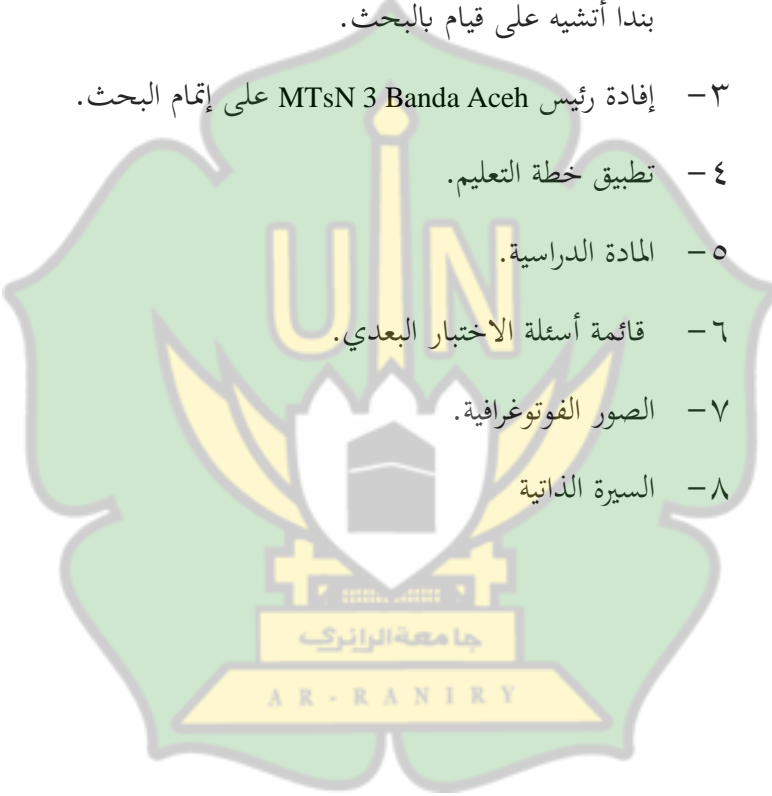 بندا أتشيه على قيام بالبحث.
٣- إفادة رئيس MTsN 3 Banda Aceh على إتمام البحث.
٤- تطبيق خطة التعليم.
٥- المادة الدراسية.
٦- قائمة أسئلة الاختبار البعدي.
٧- الصور الفوتوغرافية.
٨- السيرة الذاتية
UIN
جامعة الرانري
AR-RANIRY